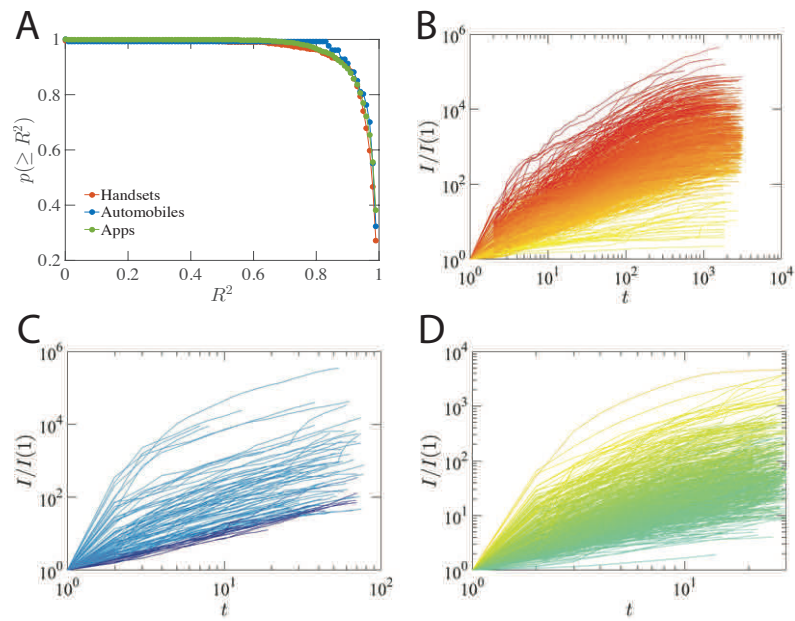 A
p(≥ R²)
1
0.8
0.6
0.4
0.2
Handsets
Automobiles
Apps
0 0.2 0.4 0.6 0.8 1
R²
B
I/I(1)
10⁶
10⁴
10²
10⁰
10⁰ 10¹ 10² 10³ 10⁴
t
C
I/I(1)
10⁶
10⁴
10²
10⁰
10⁰ 10¹ 10²
t
D
I/I(1)
10⁴
10³
10²
10¹
10⁰
10⁰ 10¹
t